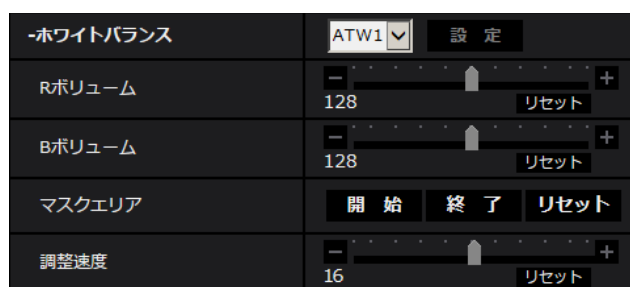 -ホワイトバランス ATW1 設 定
Rボリューム - +
128 リセット
Bボリューム - +
128 リセット
マスクエリア 開 始 終 了 リセット
調整速度 - +
16 リセット